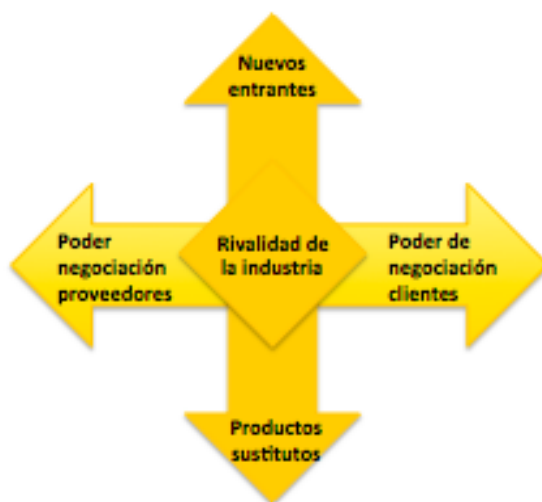 Nuevos
entrantes
Poder
negociación
proveedores
Rivalidad de
la industria
Poder de
negociación
clientes
Productos
sustitutos